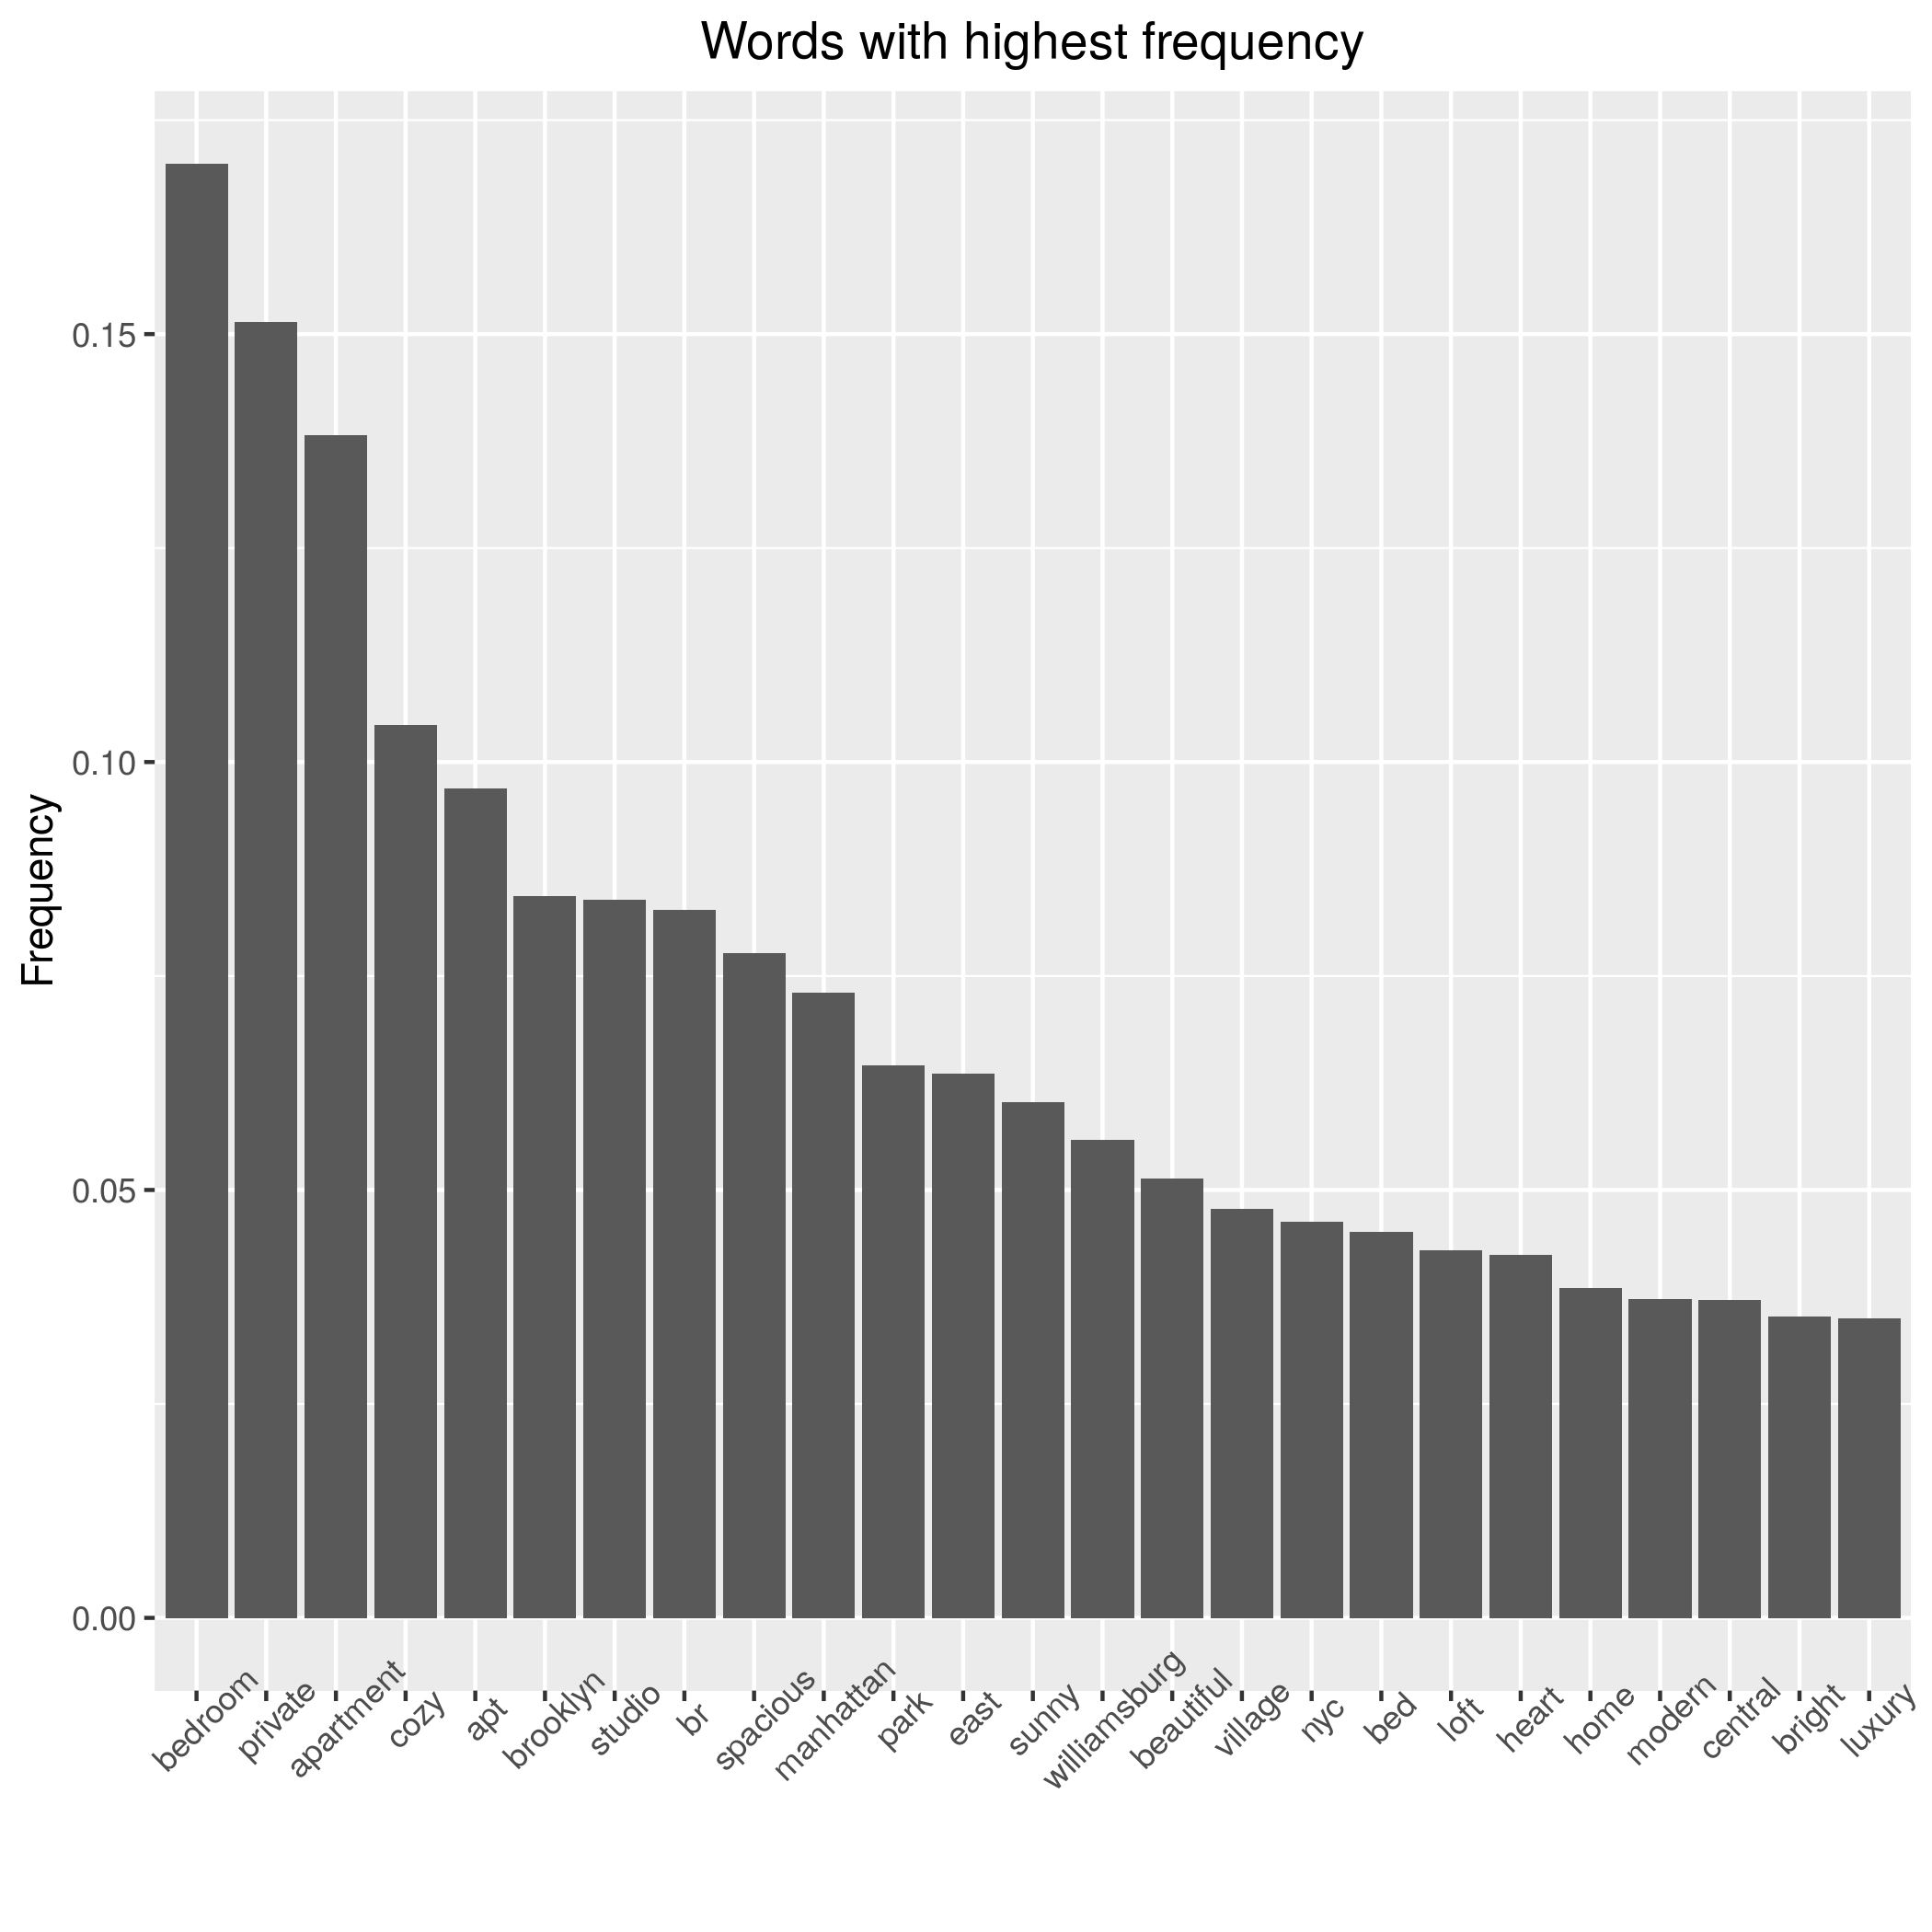 Words with highest frequency
Frequency
0.15
0.10
0.05
0.00
bedroom
private
apartment
cozy
apt
brooklyn
studio
br
spacious
manhattan
park
east
sunny
williamsburg
beautiful
village
nyc
bed
loft
heart
home
modern
central
bright
luxury